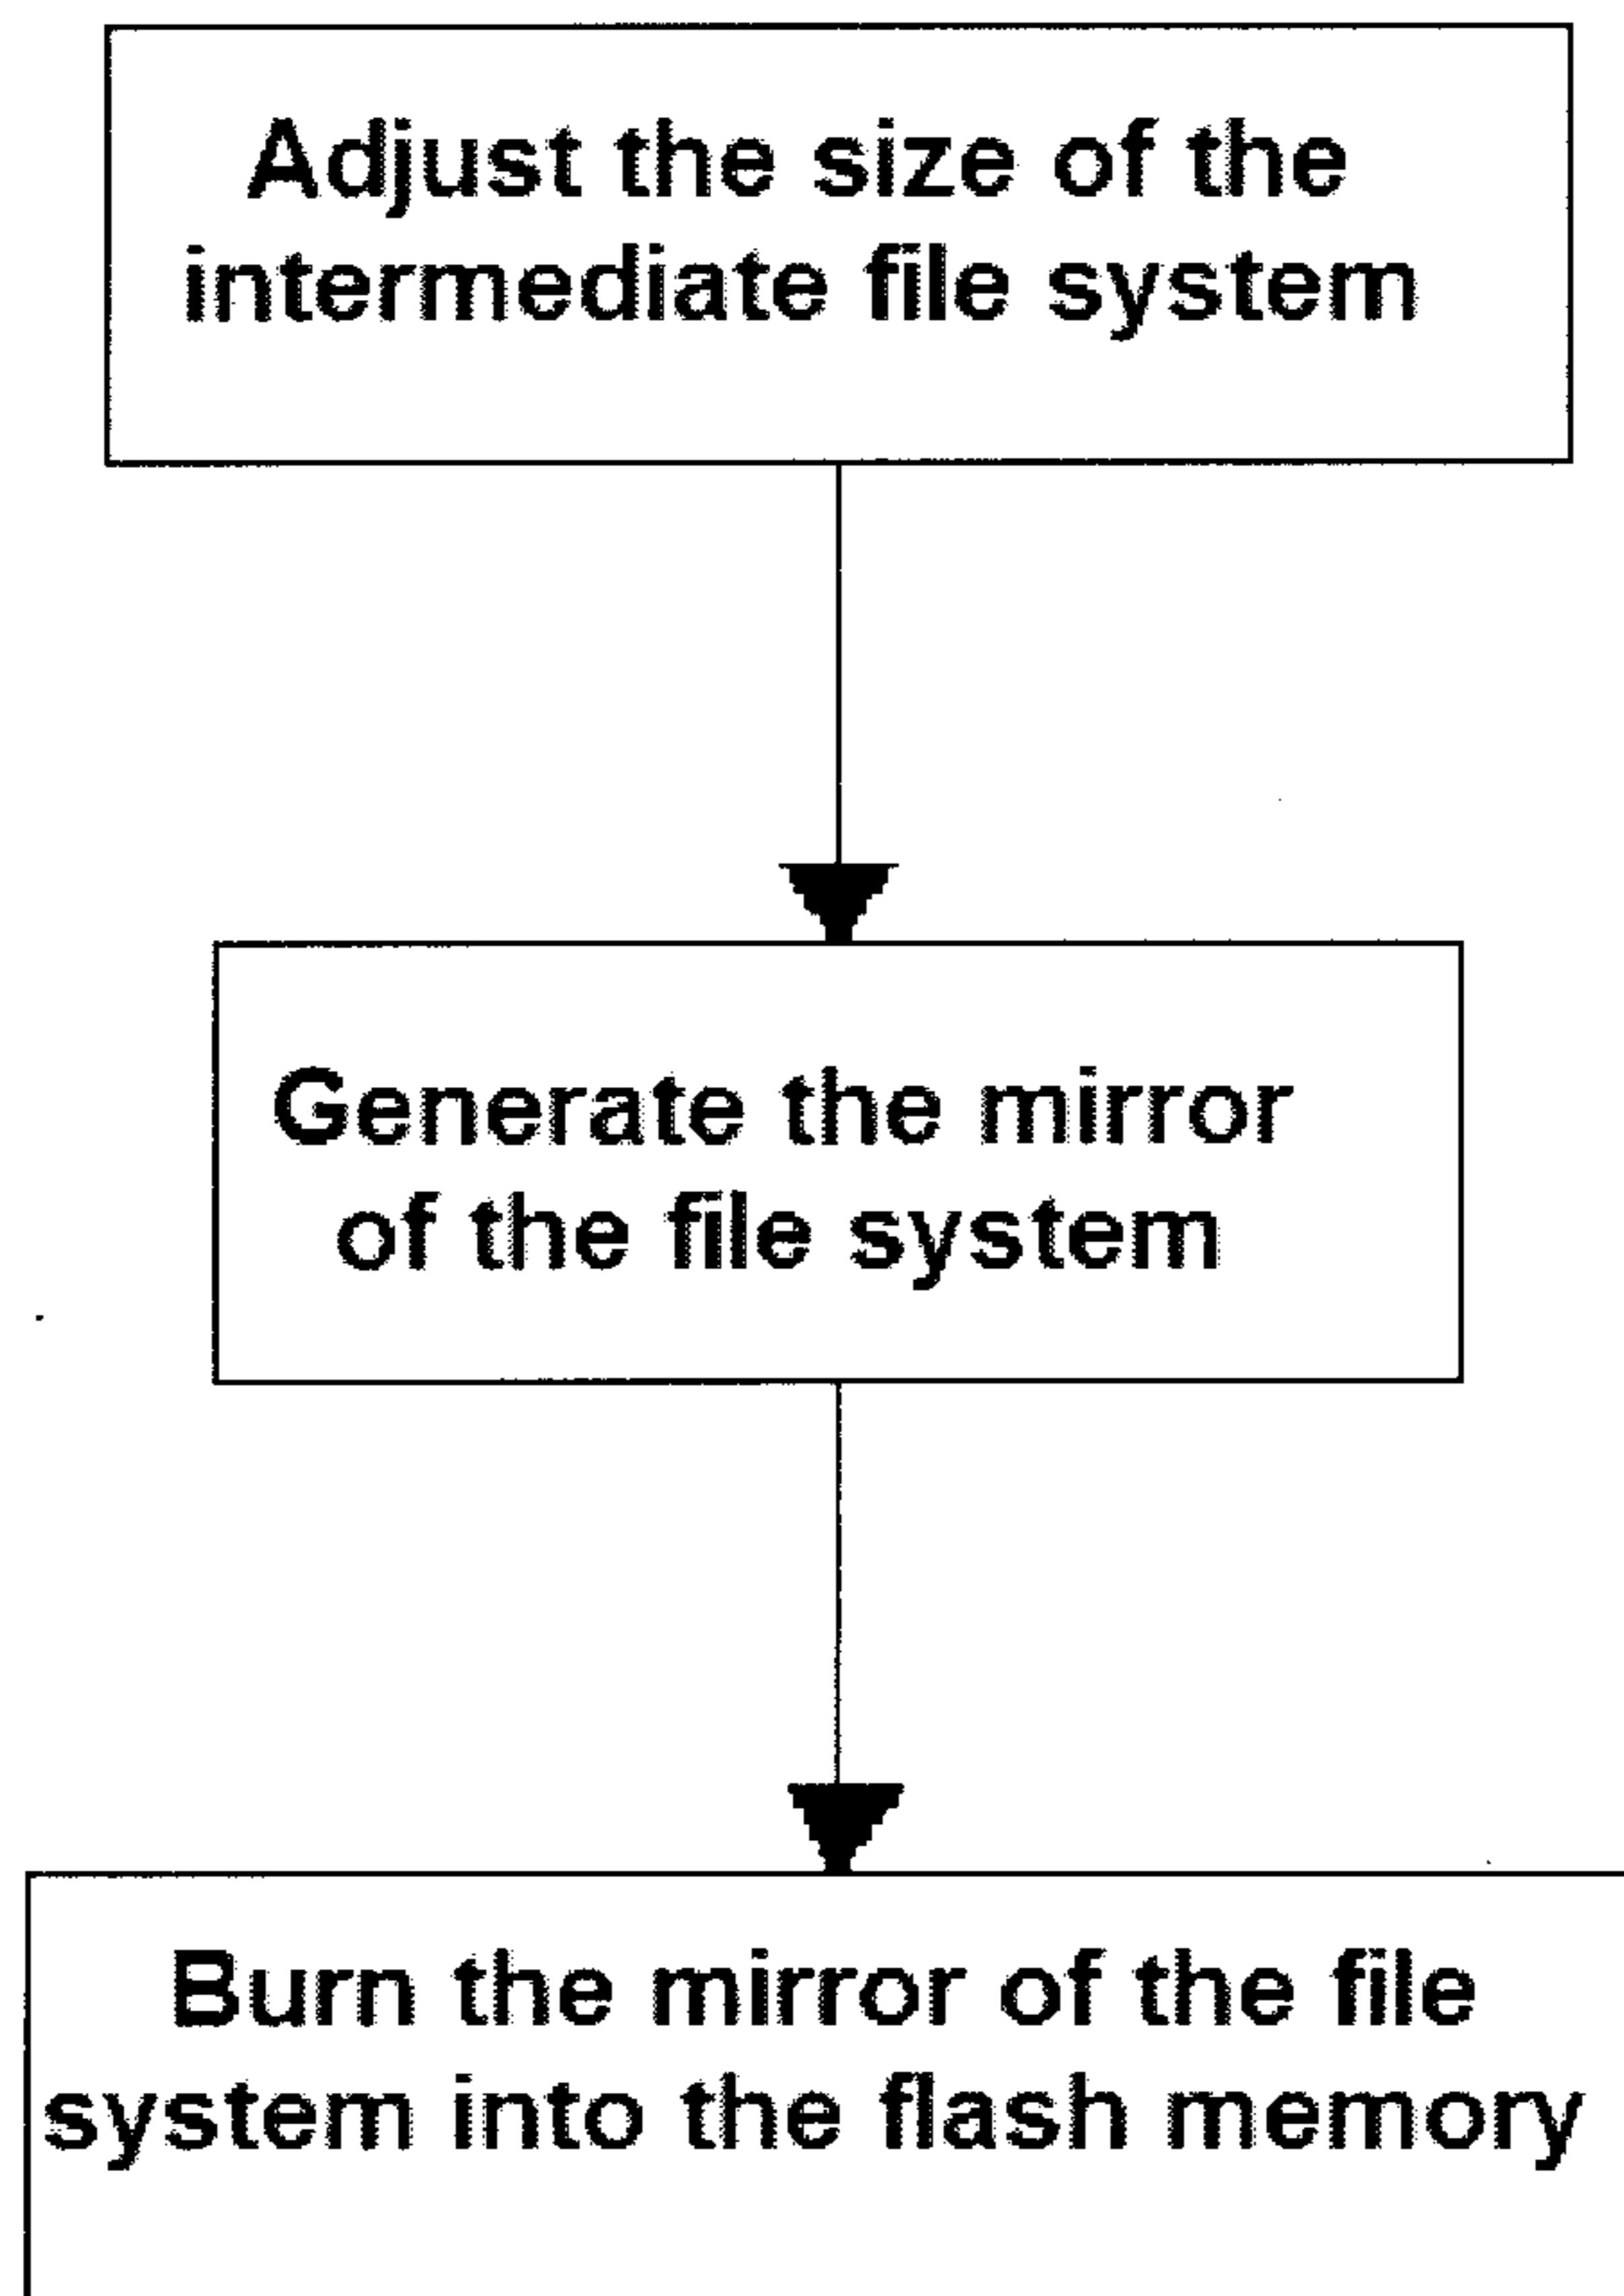 Adjust the size of the
intermediate file system
Generate the mirror
of the file system
Burn the mirror of the file
system into the flash memory